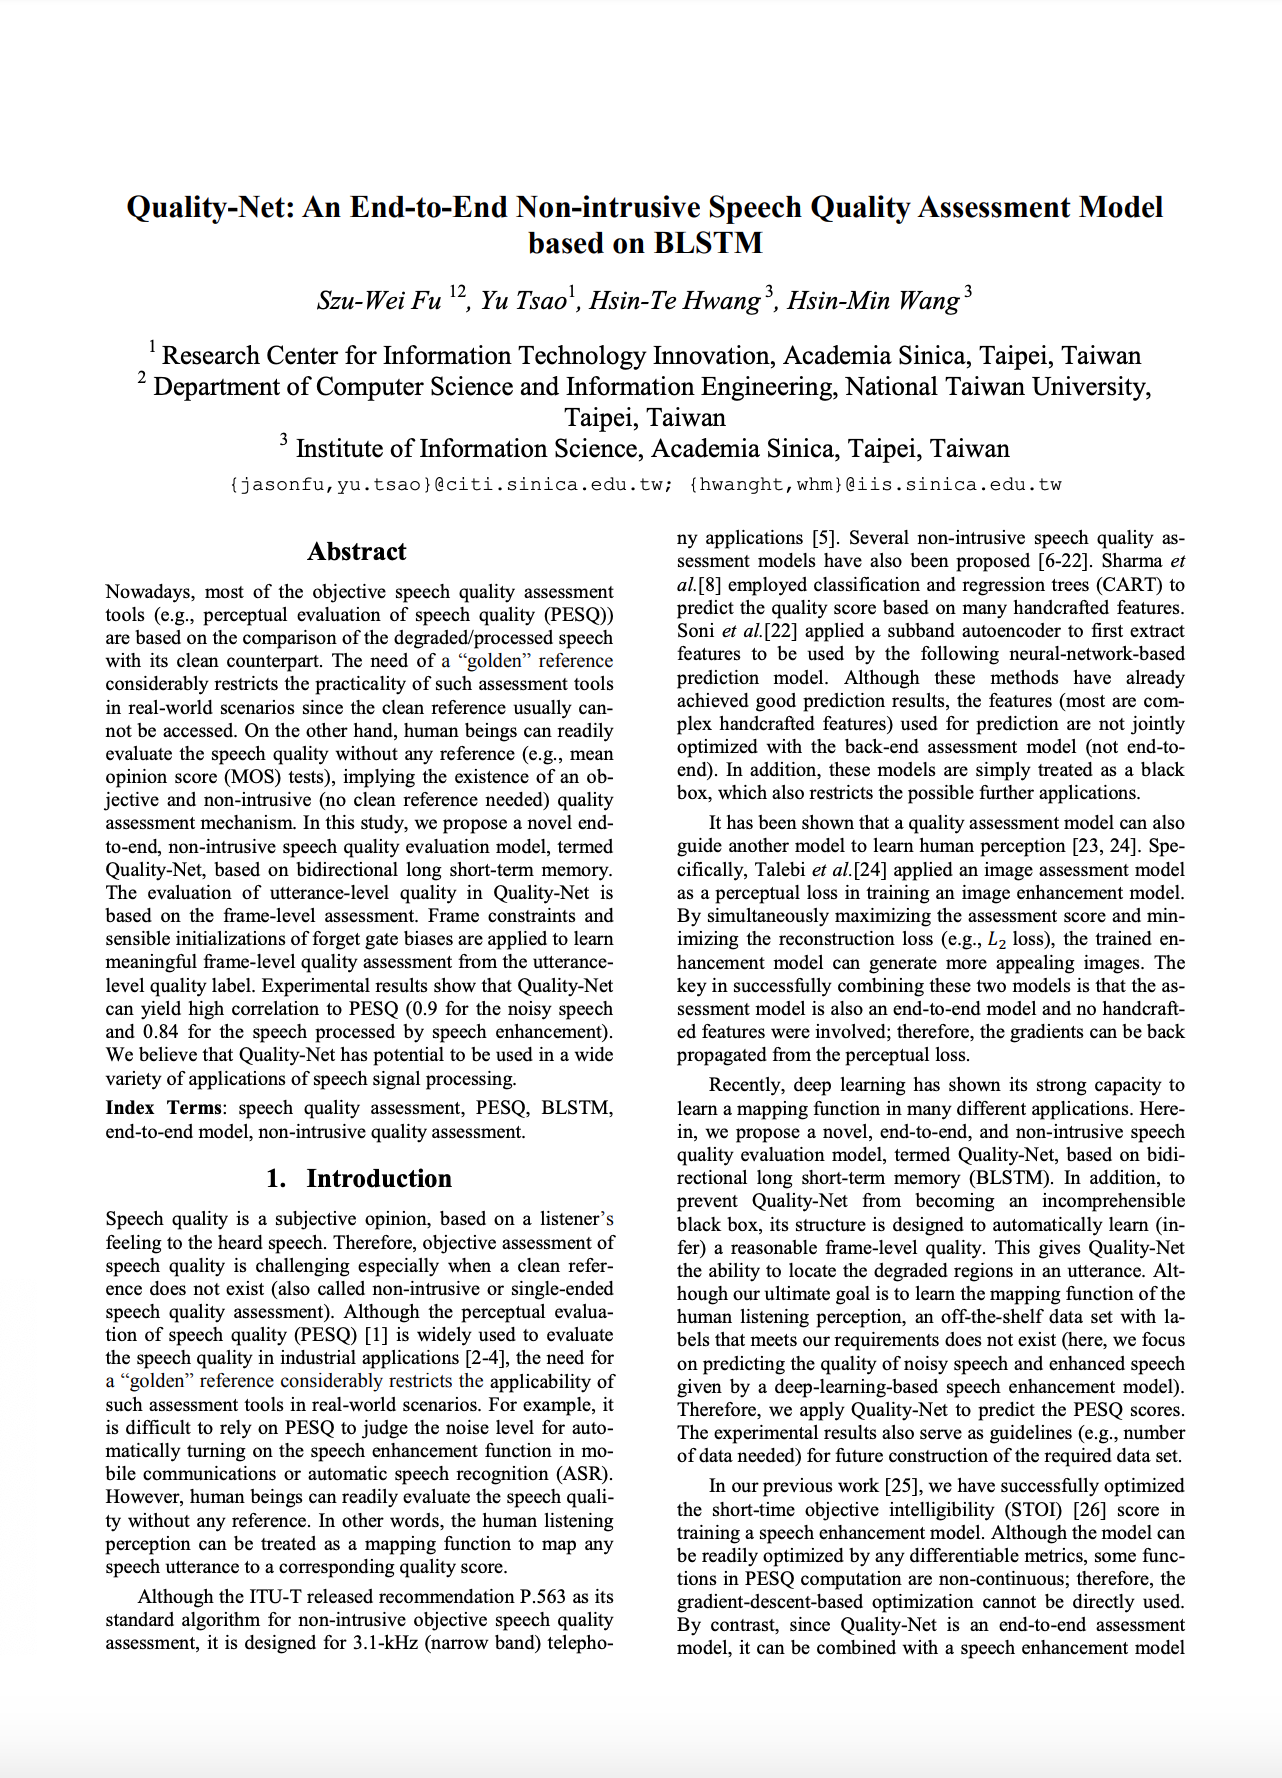 Quality-Net: An End-to-End Non-intrusive Speech Quality Assessment Model
based on BLSTM
Szu-Wei Fu 12, Yu Tsao1, Hsin-Te Hwang 3, Hsin-Min Wang 3
1 Research Center for Information Technology Innovation, Academia Sinica, Taipei, Taiwan
2 Department of Computer Science and Information Engineering, National Taiwan University,
Taipei, Taiwan
3 Institute of Information Science, Academia Sinica, Taipei, Taiwan
{jasonfu,yu.tsao}@citi.sinica.edu.tw; {hwanght,whm}@iis.sinica.edu.tw
Abstract
Nowadays, most of the objective speech quality assessment
tools (e.g., perceptual evaluation of speech quality (PESQ))
are based on the comparison of the degraded/processed speech
with its clean counterpart. The need of a “golden” reference
considerably restricts the practicality of such assessment tools
in real-world scenarios since the clean reference usually can-
not be accessed. On the other hand, human beings can readily
evaluate the speech quality without any reference (e.g., mean
opinion score (MOS) tests), implying the existence of an ob-
jective and non-intrusive (no clean reference needed) quality
assessment mechanism. In this study, we propose a novel end-
to-end, non-intrusive speech quality evaluation model, termed
Quality-Net, based on bidirectional long short-term memory.
The evaluation of utterance-level quality in Quality-Net is
based on the frame-level assessment. Frame constraints and
sensible initializations of forget gate biases are applied to learn
meaningful frame-level quality assessment from the utterance-
level quality label. Experimental results show that Quality-Net
can yield high correlation to PESQ (0.9 for the noisy speech
and 0.84 for the speech processed by speech enhancement).
We believe that Quality-Net has potential to be used in a wide
variety of applications of speech signal processing.
Index Terms: speech quality assessment, PESQ, BLSTM,
end-to-end model, non-intrusive quality assessment.
1. Introduction
Speech quality is a subjective opinion, based on a listener’s
feeling to the heard speech. Therefore, objective assessment of
speech quality is challenging especially when a clean refer-
ence does not exist (also called non-intrusive or single-ended
speech quality assessment). Although the perceptual evalua-
tion of speech quality (PESQ) [1] is widely used to evaluate
the speech quality in industrial applications [2-4], the need for
a “golden” reference considerably restricts the applicability of
such assessment tools in real-world scenarios. For example, it
is difficult to rely on PESQ to judge the noise level for auto-
matically turning on the speech enhancement function in mo-
bile communications or automatic speech recognition (ASR).
However, human beings can readily evaluate the speech quali-
ty without any reference. In other words, the human listening
perception can be treated as a mapping function to map any
speech utterance to a corresponding quality score.
Although the ITU-T released recommendation P.563 as its
standard algorithm for non-intrusive objective speech quality
assessment, it is designed for 3.1-kHz (narrow band) telepho-
ny applications [5]. Several non-intrusive speech quality as-
sessment models have also been proposed [6-22]. Sharma et
al.[8] employed classification and regression trees (CART) to
predict the quality score based on many handcrafted features.
Soni et al.[22] applied a subband autoencoder to first extract
features to be used by the following neural-network-based
prediction model. Although these methods have already
achieved good prediction results, the features (most are com-
plex handcrafted features) used for prediction are not jointly
optimized with the back-end assessment model (not end-to-
end). In addition, these models are simply treated as a black
box, which also restricts the possible further applications.
It has been shown that a quality assessment model can also
guide another model to learn human perception [23, 24]. Spe-
cifically, Talebi et al.[24] applied an image assessment model
as a perceptual loss in training an image enhancement model.
By simultaneously maximizing the assessment score and min-
imizing the reconstruction loss (e.g., L2 loss), the trained en-
hancement model can generate more appealing images. The
key in successfully combining these two models is that the as-
sessment model is also an end-to-end model and no handcraft-
ed features were involved; therefore, the gradients can be back
propagated from the perceptual loss.
Recently, deep learning has shown its strong capacity to
learn a mapping function in many different applications. Here-
in, we propose a novel, end-to-end, and non-intrusive speech
quality evaluation model, termed Quality-Net, based on bidi-
rectional long short-term memory (BLSTM). In addition, to
prevent Quality-Net from becoming an incomprehensible
black box, its structure is designed to automatically learn (in-
fer) a reasonable frame-level quality. This gives Quality-Net
the ability to locate the degraded regions in an utterance. Alt-
hough our ultimate goal is to learn the mapping function of the
human listening perception, an off-the-shelf data set with la-
bels that meets our requirements does not exist (here, we focus
on predicting the quality of noisy speech and enhanced speech
given by a deep-learning-based speech enhancement model).
Therefore, we apply Quality-Net to predict the PESQ scores.
The experimental results also serve as guidelines (e.g., number
of data needed) for future construction of the required data set.
In our previous work [25], we have successfully optimized
the short-time objective intelligibility (STOI) [26] score in
training a speech enhancement model. Although the model can
be readily optimized by any differentiable metrics, some func-
tions in PESQ computation are non-continuous; therefore, the
gradient-descent-based optimization cannot be directly used.
By contrast, since Quality-Net is an end-to-end assessment
model, it can be combined with a speech enhancement model